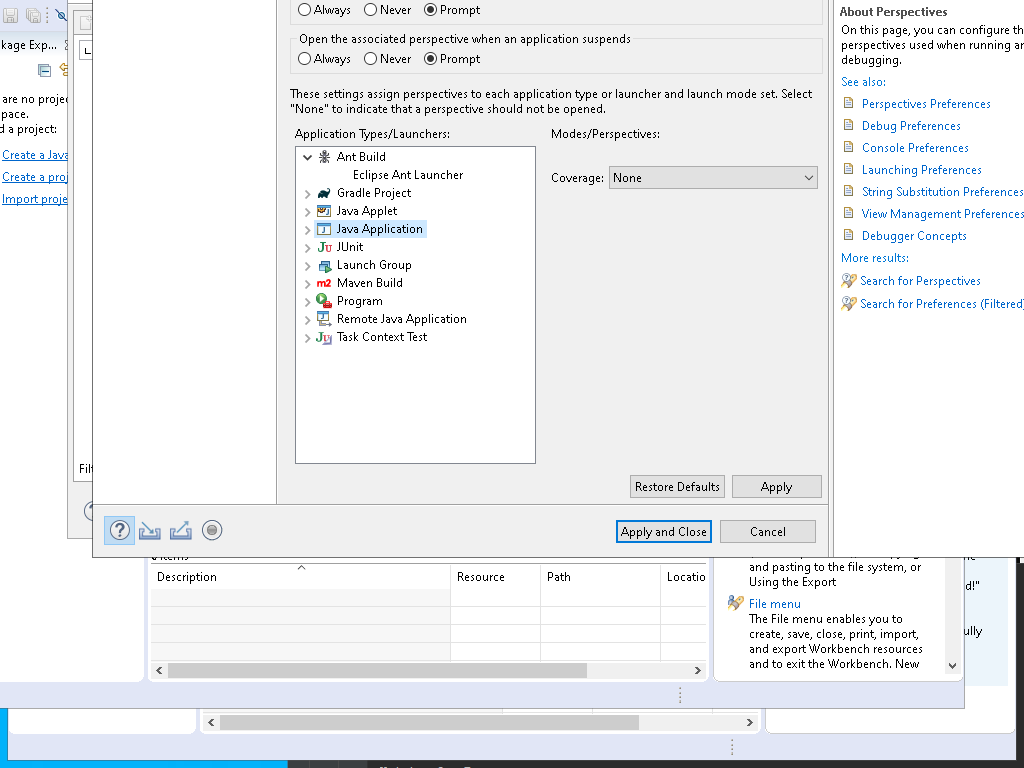 Always Never Prompt
Open the associated perspective when an application suspends
Always Never Prompt
These settings assign perspectives to each application type or launcher and launch mode set. Select
"None" to indicate that a perspective should not be opened.
Application Types/Launchers:
Modes/Perspectives:
Ant Build
Eclipse Ant Launcher
Gradle Project
Java Applet
Java Application
JUnit
Launch Group
Maven Build
Program
Remote Java Application
Task Context Test
Coverage: None
Restore Defaults Apply
Apply and Close Cancel
About Perspectives
On this page, you can configure th
perspectives used when running an
debugging.
See also:
Perspectives Preferences
Debug Preferences
Console Preferences
Launching Preferences
String Substitution Preferences
View Management Preferences
Debugger Concepts
More results:
Search for Perspectives
Search for Preferences (Filtered)
kage Exp...
are no projec
pace.
d a project:
Create a Java
Create a proj
Import proje
Filt
Description Resource Path Locatio
and pasting to the file system, or
Using the Export
File menu
The File menu enables you to
create, save, close, print, import,
and export Workbench resources
and to exit the Workbench. New
d!"
ully